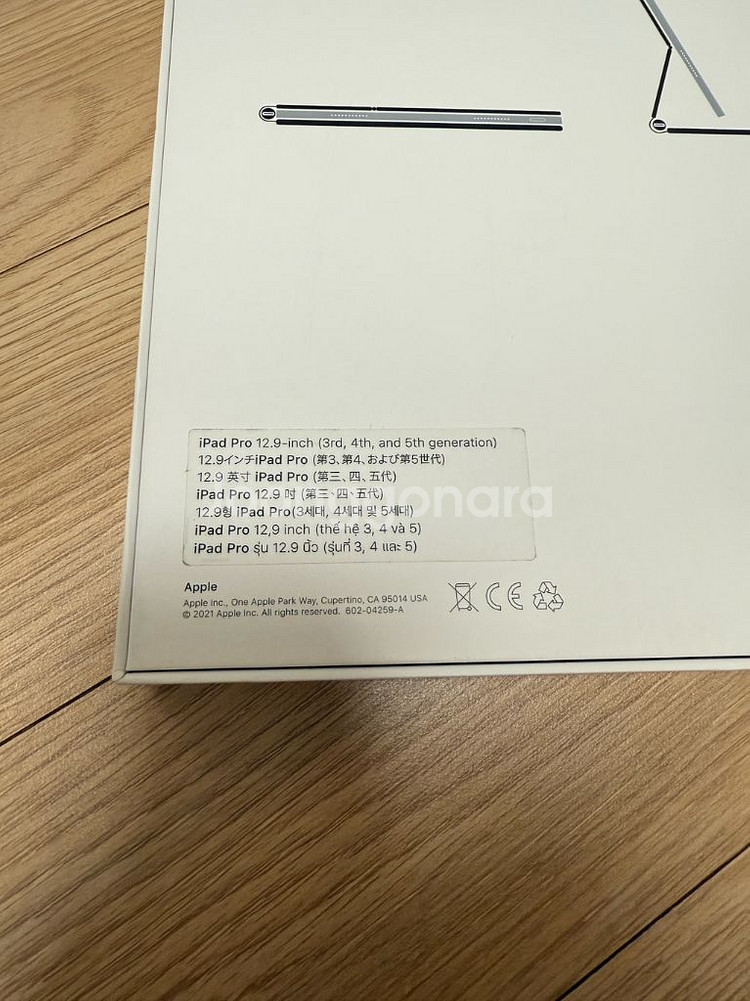 iPad Pro 12.9-inch (3rd, 4th, and 5th generation)
12.9インチiPad Pro (第3、第4、および第5世代)
12.9 英寸 iPad Pro (第三、四、五代)
iPad Pro 12.9 吋 (第三、四、五代)
12.9형 iPad Pro(3세대, 4세대 및 5세대)
iPad Pro 12,9 inch (thế hệ 3, 4 và 5)
iPad Pro รุ่น 12.9 นิ้ว (รุ่นที่ 3, 4 และ 5)
Apple
Apple Inc., One Apple Park Way, Cupertino, CA 95014 USA
© 2021 Apple Inc. All rights reserved. 602-04259-A
CE